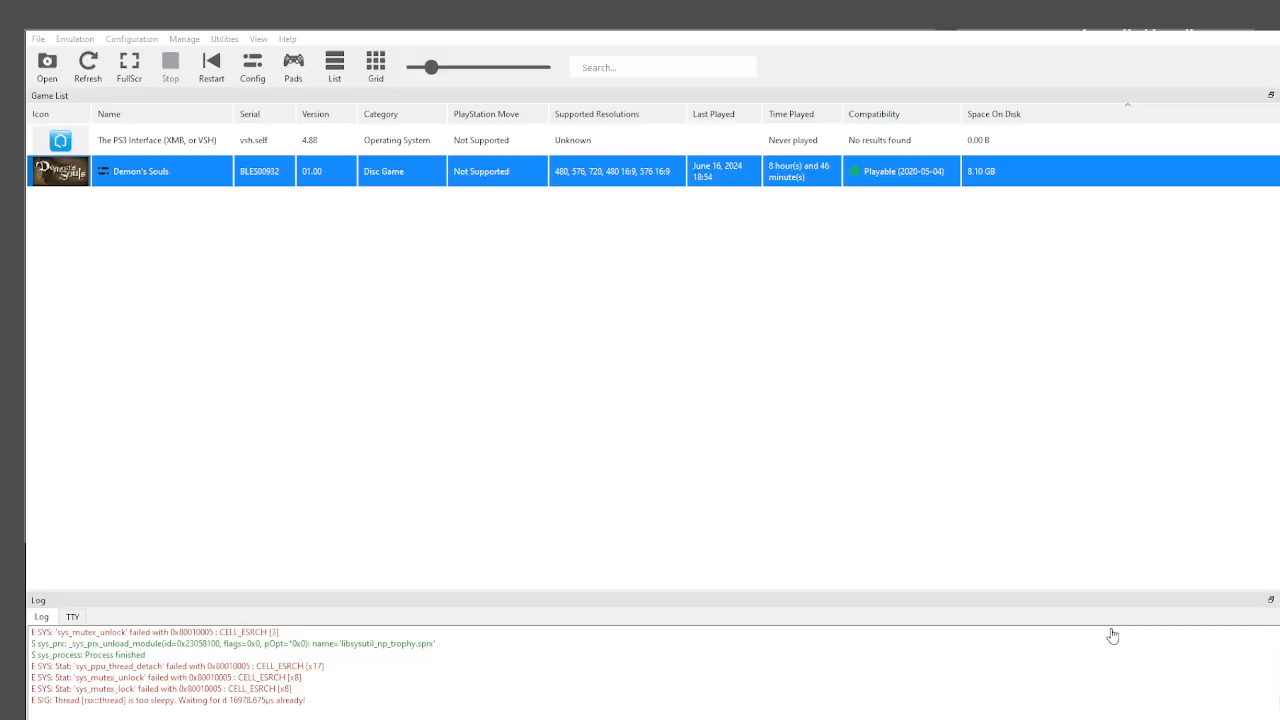 File Emulation Configuration Manage Utilities View Help
Open Refresh FullScr Stop Restart Config Pads List Grid Search...
Game List
Icon Name Serial Version Category PlayStation Move Supported Resolutions Last Played Time Played Compatibility Space On Disk
The PS3 Interface (XMB, or VSH) vsh.self 4.88 Operating System Not Supported Unknown Never played No results found 0.00 B
Demon's Souls Demon's Souls BLES00932 01.00 Disc Game Not Supported 480, 576, 720, 480 16:9, 576 16:9 June 16, 2024 8 hour(s) and 46 Playable (2020-05-04) 8.10 GB
18:54 minute(s)
Log
Log TTY
E SYS: 'sys_mutex_unlock' failed with 0x80010005 : CELL_ESRCH [3]
S sys_prx: _sys_prx_unload_module(id=0x23058100, flags=0x0, pOpt=*0x0): name='libsysutil_np_trophy.sprx'
S sys_process: Process finished
E SYS: Stat: 'sys_ppu_thread_detach' failed with 0x80010005 : CELL_ESRCH [x17]
E SYS: Stat: 'sys_mutex_unlock' failed with 0x80010005 : CELL_ESRCH [x8]
E SYS: Stat: 'sys_mutex_lock' failed with 0x80010005 : CELL_ESRCH [x8]
E SIG: Thread [rsx::thread] is too sleepy. Waiting for it 16978.675µs already!